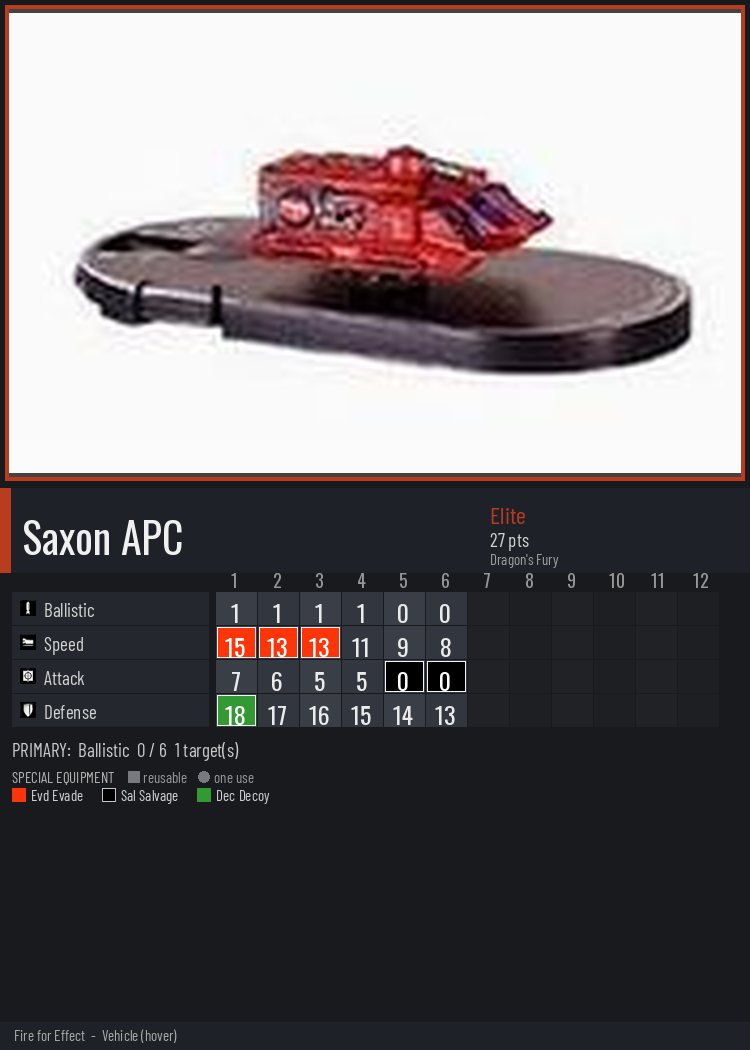 Saxon APC
Elite
27 pts
Dragon's Fury
1 2 3 4 5 6 7 8 9 10 11 12
Ballistic 1 1 1 1 0 0
Speed 15 13 13 11 9 8
Attack 7 6 5 5 0 0
Defense 18 17 16 15 14 13
PRIMARY: Ballistic 0 / 6 1 target(s)
SPECIAL EQUIPMENT reusable one use
Evd Evade Sal Salvage Dec Decoy
Fire for Effect - Vehicle (hover)